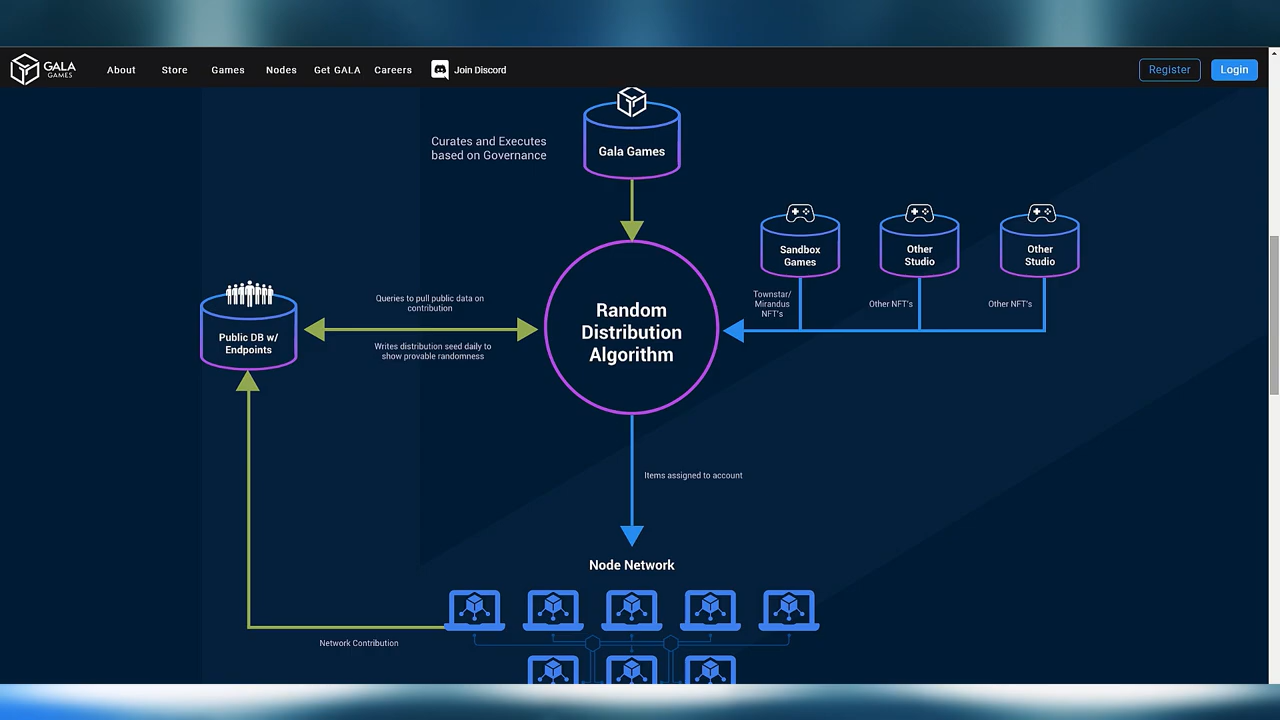 GALA
GAMES
About
Store
Games
Nodes
Get GALA
Careers
Join Discord
Register
Login
Curates and Executes
based on Governance
Gala Games
Sandbox
Games
Other
Studio
Other
Studio
Townstar/
Mirandus
NFT's
Other NFT's
Other NFT's
Queries to pull public data on
contribution
Random
Distribution
Algorithm
Public DB w/
Endpoints
Writes distribution seed daily to
show provable randomness
Items assigned to account
Node Network
Network Contribution